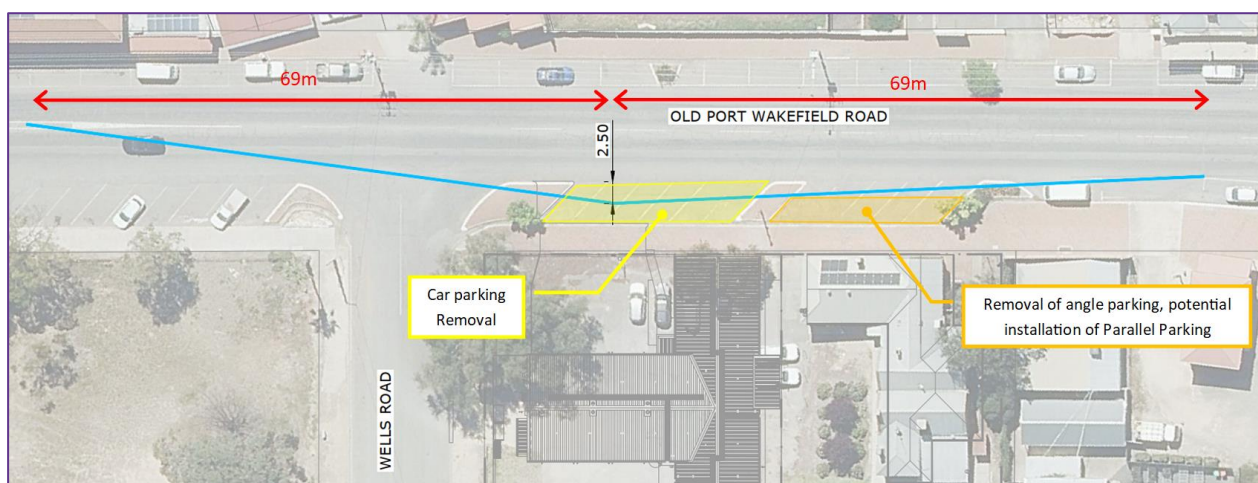 69m
69m
OLD PORT WAKEFIELD ROAD
2.50
Car parking
Removal
Removal of angle parking, potential
installation of Parallel Parking
WELLS ROAD